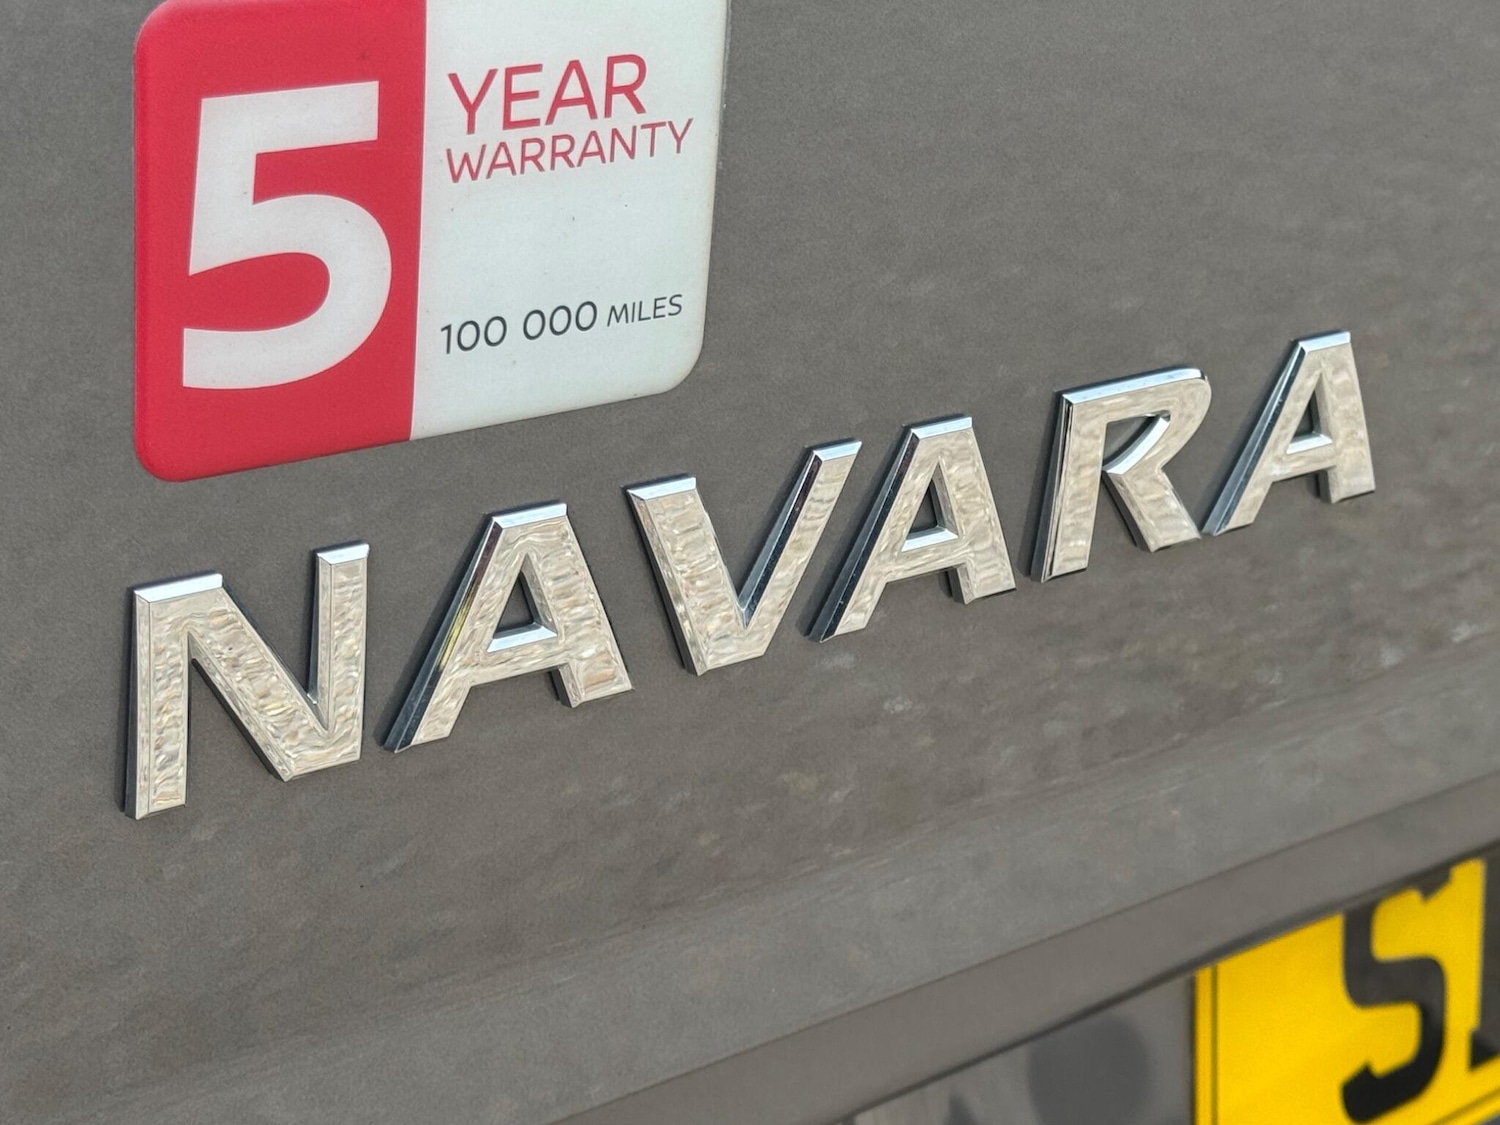 5
YEAR
WARRANTY
100 000 MILES
NAVARA
S